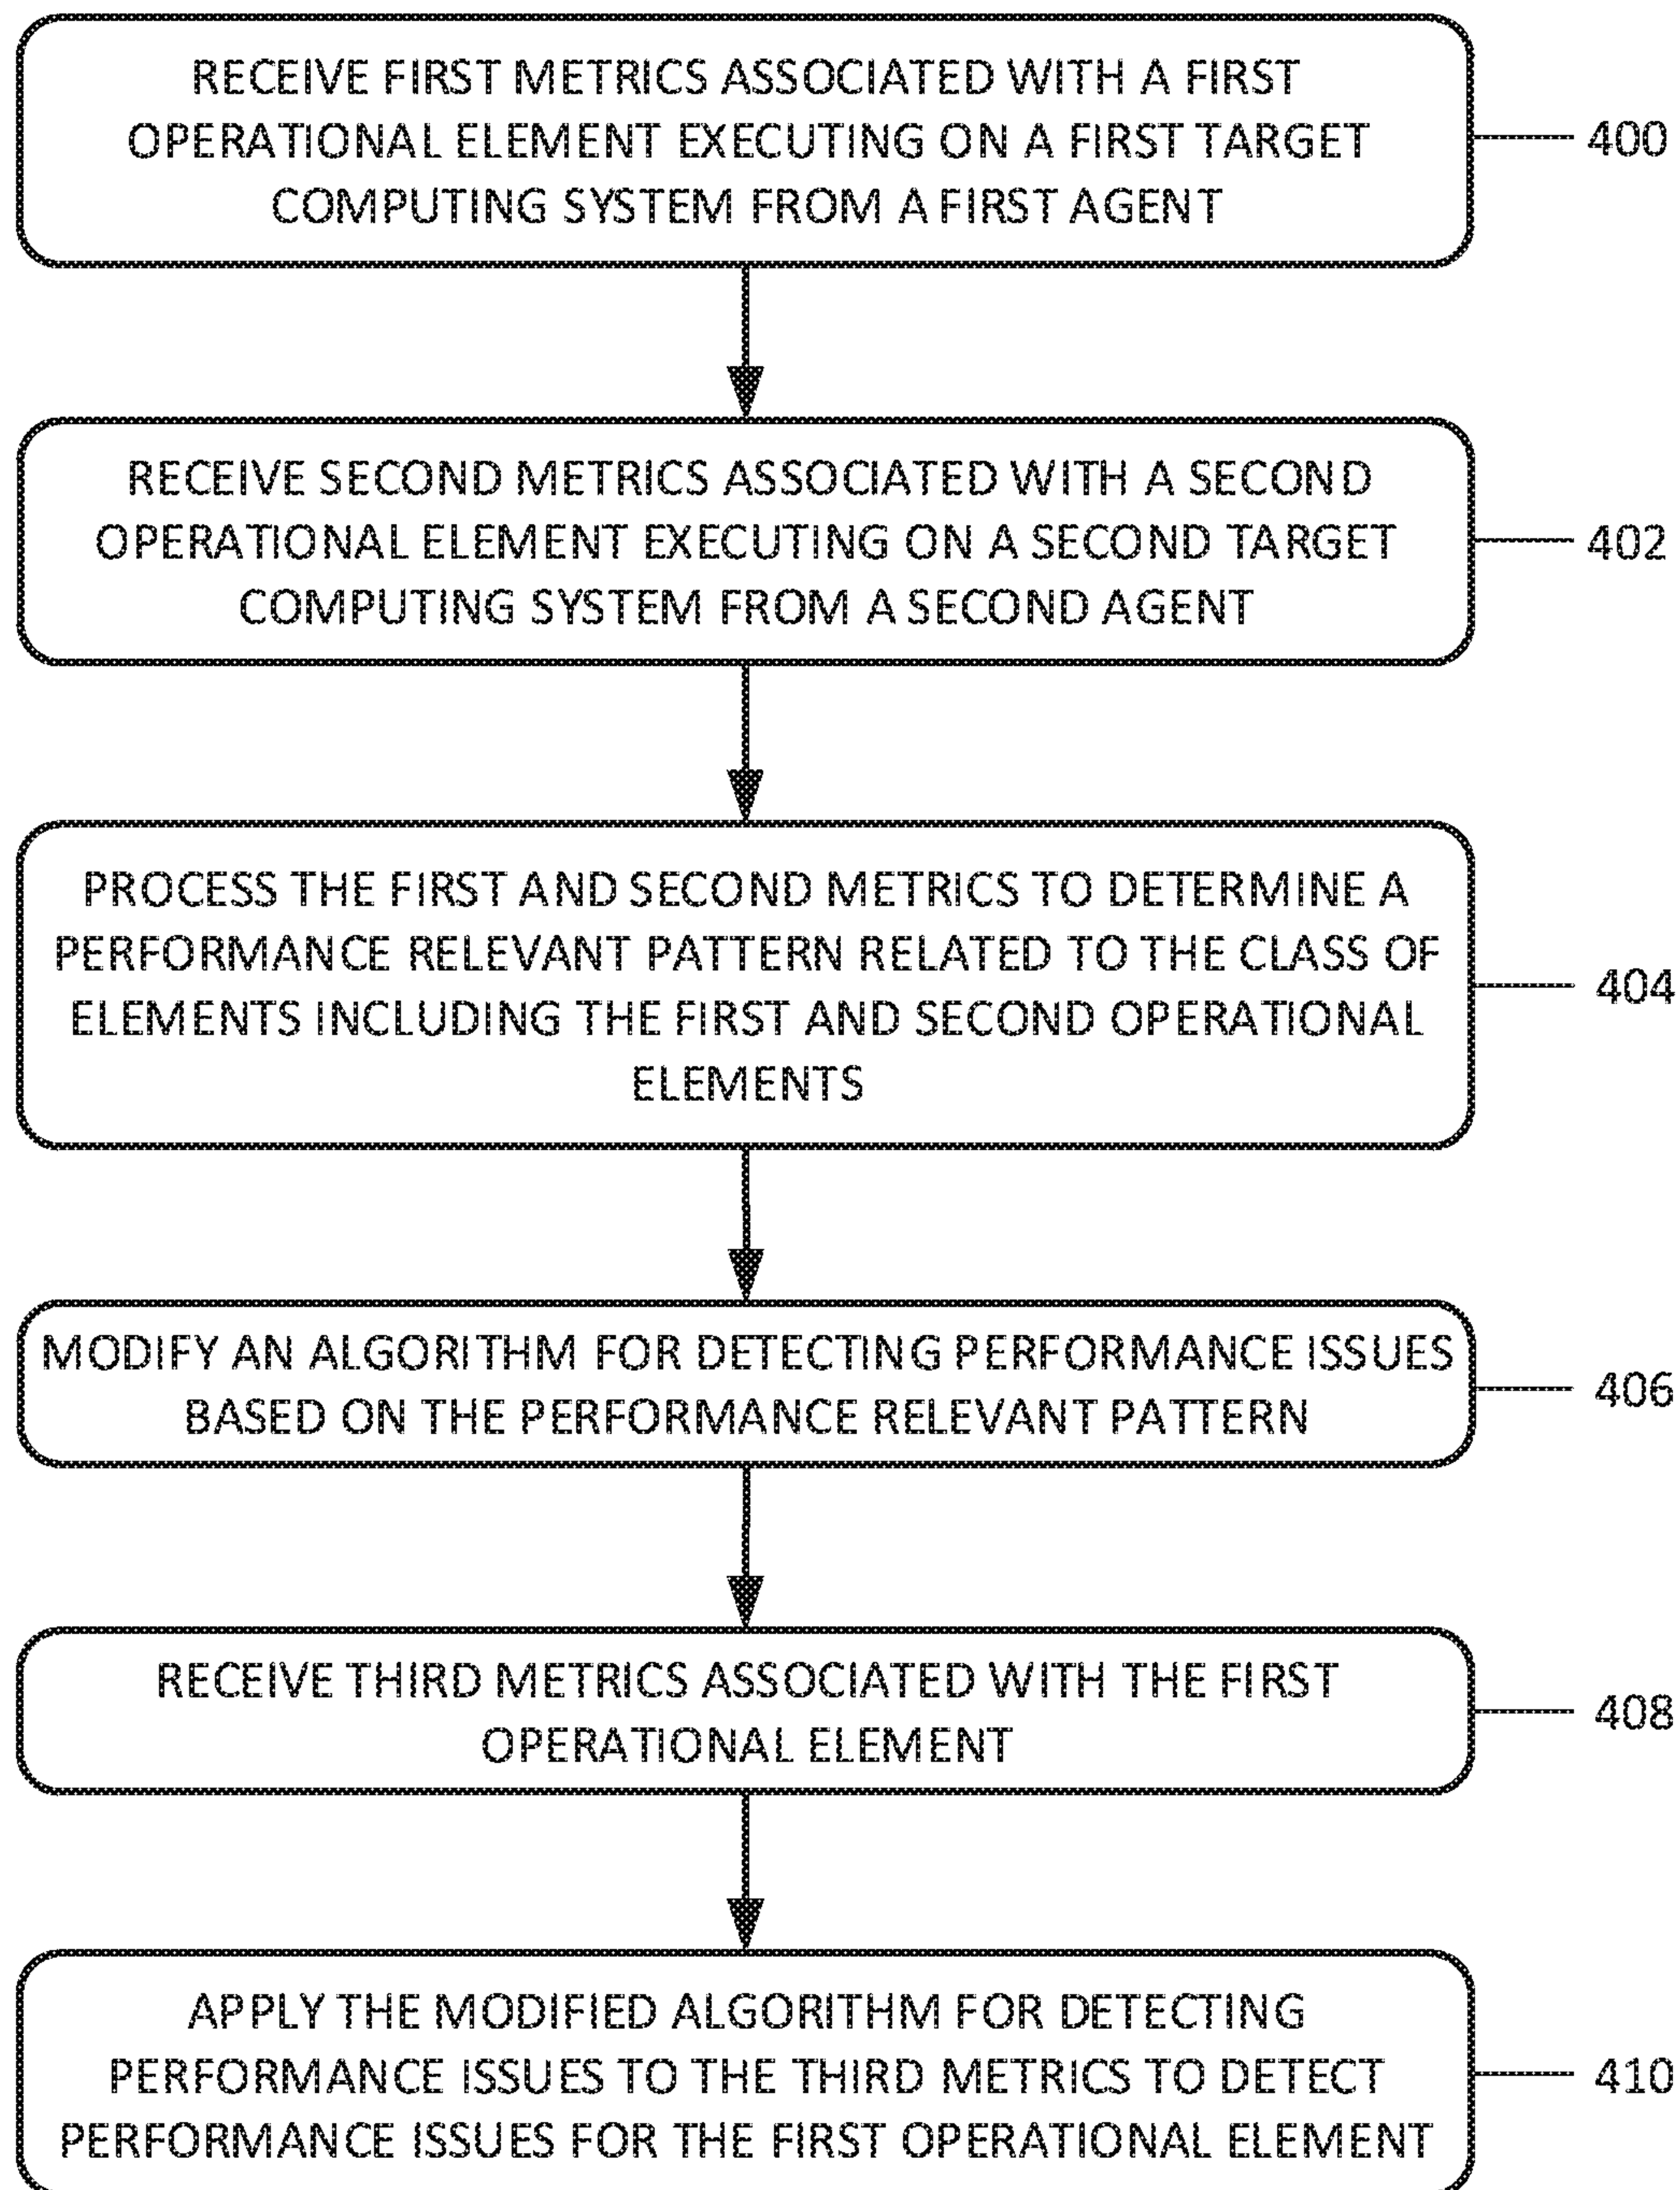 RECEIVE FIRST METRICS ASSOCIATED WITH A FIRST
OPERATIONAL ELEMENT EXECUTING ON A FIRST TARGET
COMPUTING SYSTEM FROM A FIRST AGENT
400
RECEIVE SECOND METRICS ASSOCIATED WITH A SECOND
OPERATIONAL ELEMENT EXECUTING ON A SECOND TARGET
COMPUTING SYSTEM FROM A SECOND AGENT
402
PROCESS THE FIRST AND SECOND METRICS TO DETERMINE A
PERFORMANCE RELEVANT PATTERN RELATED TO THE CLASS OF
ELEMENTS INCLUDING THE FIRST AND SECOND OPERATIONAL
ELEMENTS
404
MODIFY AN ALGORITHM FOR DETECTING PERFORMANCE ISSUES
BASED ON THE PERFORMANCE RELEVANT PATTERN
406
RECEIVE THIRD METRICS ASSOCIATED WITH THE FIRST
OPERATIONAL ELEMENT
408
APPLY THE MODIFIED ALGORITHM FOR DETECTING
PERFORMANCE ISSUES TO THE THIRD METRICS TO DETECT
PERFORMANCE ISSUES FOR THE FIRST OPERATIONAL ELEMENT
410